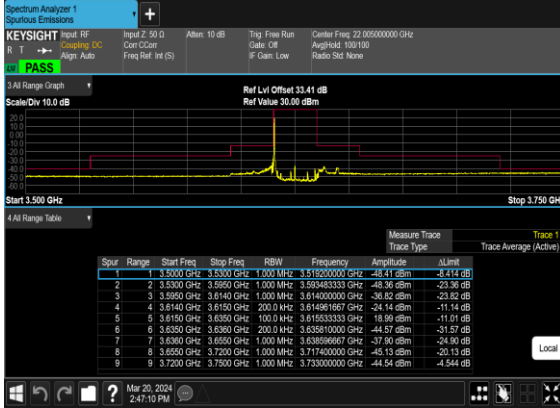 Spectrum Analyzer 1
Spurious Emissions
+
KEYSIGHT Input: RF Input Z: 50 Ω Atten: 10 dB Trig: Free Run Center Freq: 22.005000000 GHz
R T Coupling: DC Corr CCorr Gate: Off Avg|Hold: 100/100
Align: Auto Freq Ref: Int (S) IF Gain: Low Radio Std: None
PASS
3 All Range Graph
Ref Lvl Offset 33.41 dB
Scale/Div 10.0 dB Ref Value 30.00 dBm
20.0
10.0
0.00
-10.0
-20.0
-30.0
-40.0
-50.0
-60.0
Start 3.500 GHz Stop 3.750 GH
4 All Range Table
Measure Trace Trace 1
Trace Type Trace Average (Active)
Spur Range Start Freq Stop Freq RBW Frequency Amplitude ΔLimit
1 1 3.5000 GHz 3.5300 GHz 1.000 MHz 3.519200000 GHz -48.41 dBm -8.414 dB
2 2 3.5300 GHz 3.5950 GHz 1.000 MHz 3.593483333 GHz -48.36 dBm -23.36 dB
3 3 3.5950 GHz 3.6140 GHz 1.000 MHz 3.614000000 GHz -36.82 dBm -23.82 dB
4 4 3.6140 GHz 3.6150 GHz 200.0 kHz 3.614961667 GHz -24.14 dBm -11.14 dB
5 5 3.6150 GHz 3.6350 GHz 100.0 kHz 3.615533333 GHz 18.99 dBm -11.01 dB
6 6 3.6350 GHz 3.6360 GHz 200.0 kHz 3.635810000 GHz -44.57 dBm -31.57 dB
7 7 3.6360 GHz 3.6550 GHz 1.000 MHz 3.638596667 GHz -37.90 dBm -24.90 dB
8 8 3.6550 GHz 3.7200 GHz 1.000 MHz 3.717400000 GHz -45.13 dBm -20.13 dB
9 9 3.7200 GHz 3.7500 GHz 1.000 MHz 3.733000000 GHz -44.54 dBm -4.544 dB
Local
? Mar 20, 2024
2:47:10 PM